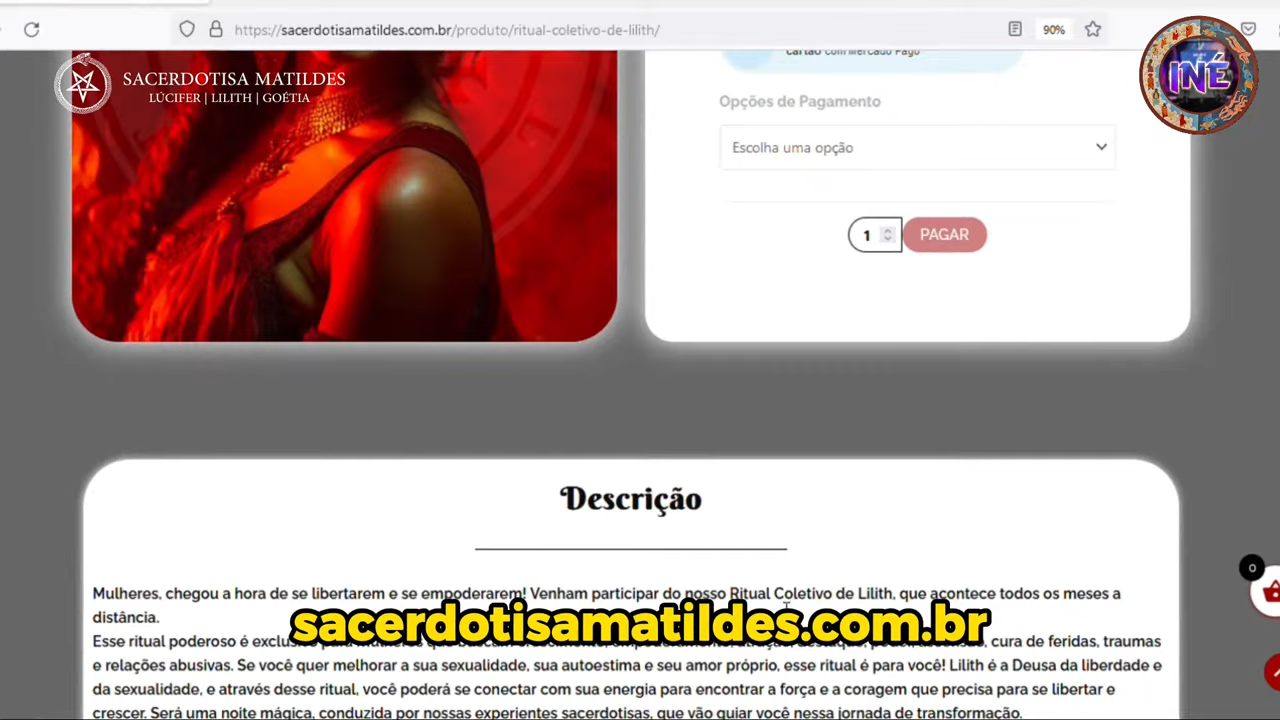 https://sacerdotisamatildes.com.br/produto/ritual-coletivo-de-lilith/
90%
SACERDOTISA MATILDES
LÚCIFER | LILITH | GOÉTIA
INÊ
cartão com Mercado Pago
Opções de Pagamento
Escolha uma opção
1
PAGAR
Descrição
0
Mulheres, chegou a hora de se libertarem e se empoderarem! Venham participar do nosso Ritual Coletivo de Lilith, que acontece todos os meses a
distância.
sacerdotisamatildes.com.br
Esse ritual poderoso é exclus cura de feridas, traumas
e relações abusivas. Se você quer melhorar a sua sexualidade, sua autoestima e seu amor próprio, esse ritual é para você! Lilith é a Deusa da liberdade e
da sexualidade, e através desse ritual, você poderá se conectar com sua energia para encontrar a força e a coragem que precisa para se libertar e
crescer. Será uma noite mágica, conduzida por nossas experientes sacerdotisas, que vão guiar você nessa jornada de transformação.